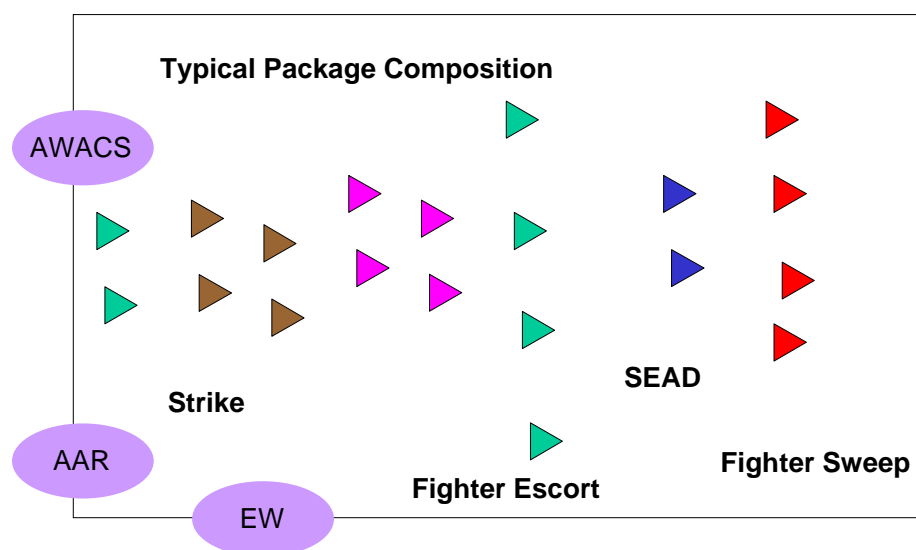 Typical Package Composition
AWACS
SEAD
Strike
AAR
Fighter Sweep
Fighter Escort
EW